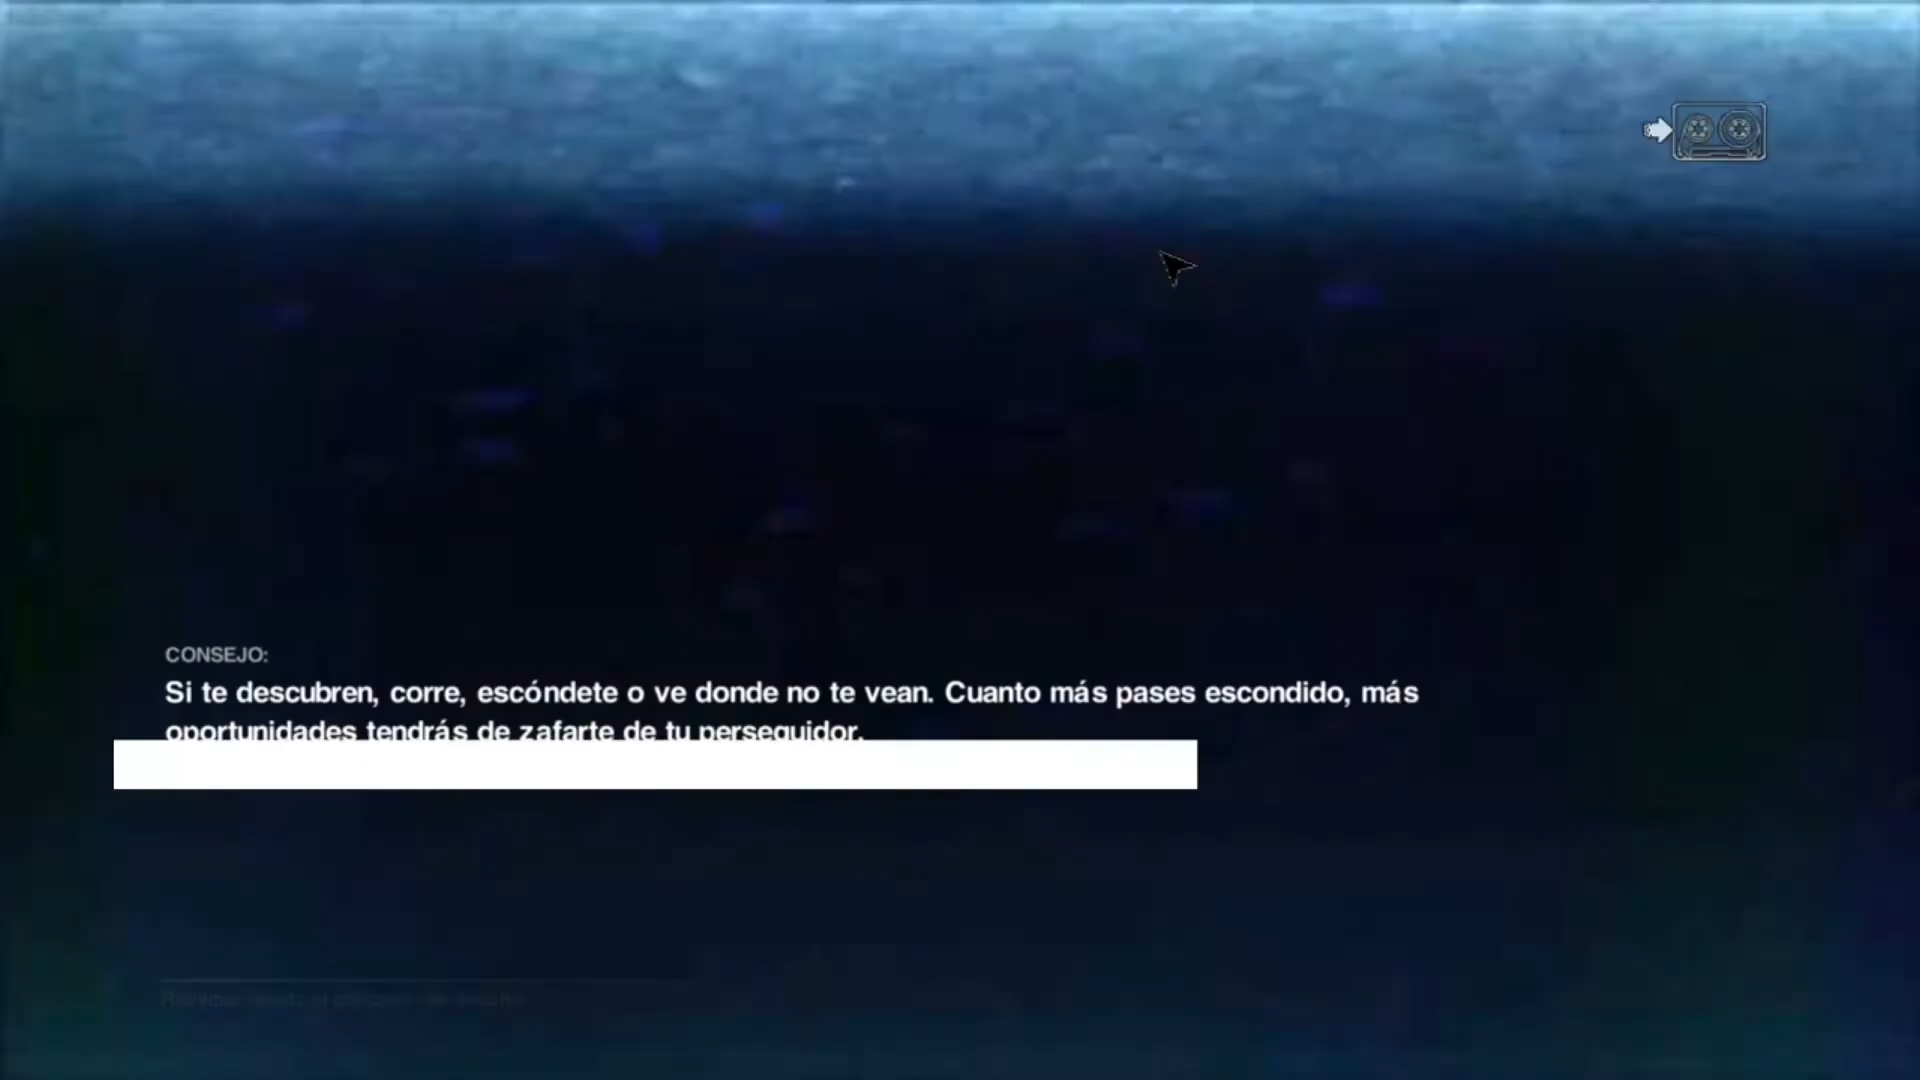 CONSEJO:
Si te descubren, corre, escóndete o ve donde no te vean. Cuanto más pases escondido, más
oportunidades tendrás de zafarte de tu perseguidor.